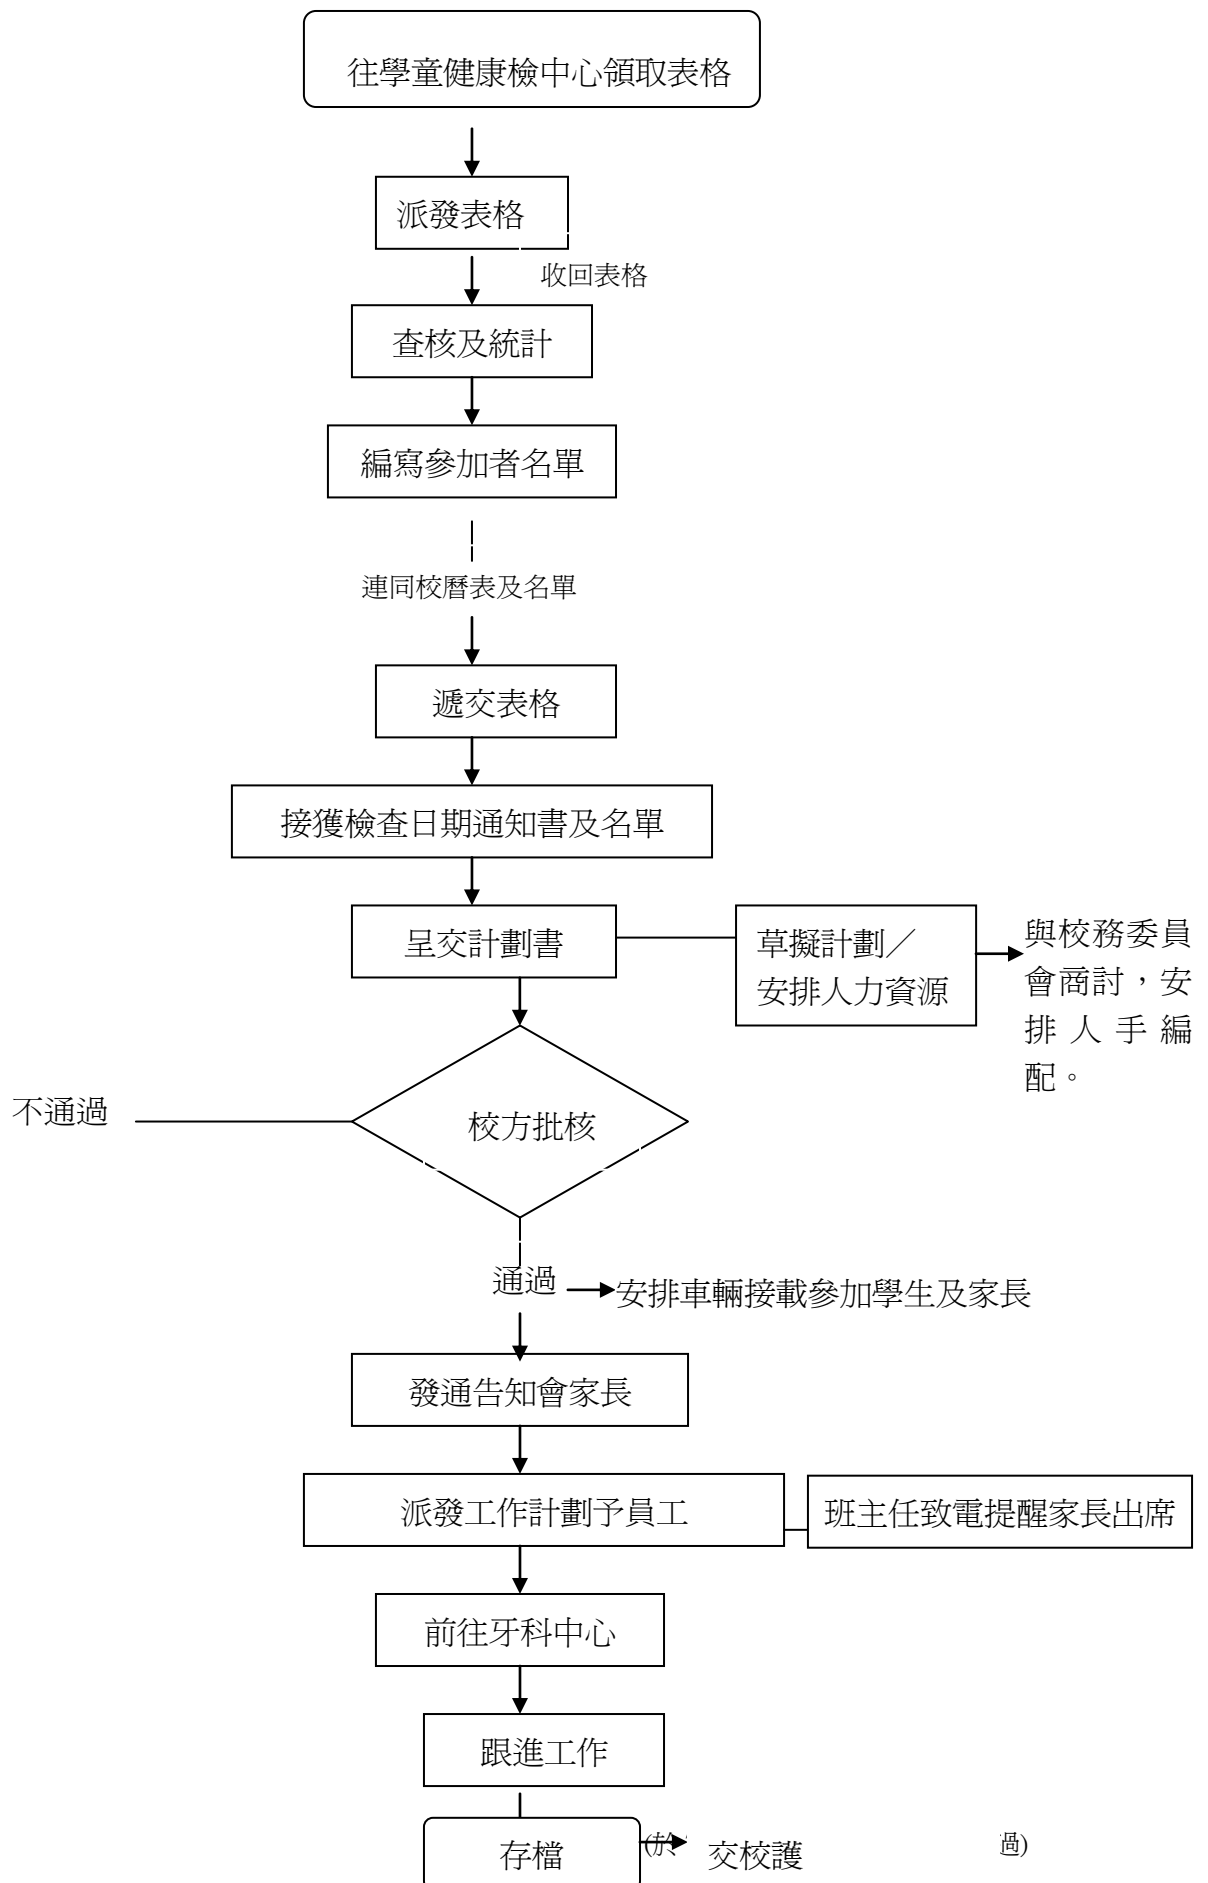 往學童健康檢中心領取表格
派發表格
收回表格
查核及統計
編寫參加者名單
連同校曆表及名單
遞交表格
接獲檢查日期通知書及名單
呈交計劃書
草擬計劃／
安排人力資源
與校務委員
會商討，安
排人手編
配。
不通過
校方批核
通過
安排車輛接載參加學生及家長
發通告知會家長
派發工作計劃予員工
班主任致電提醒家長出席
前往牙科中心
跟進工作
存檔
(於
交校護
過)